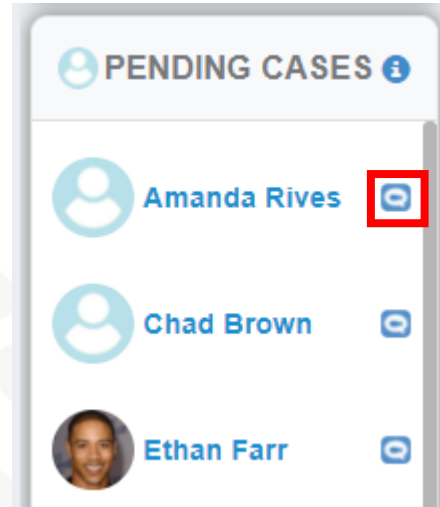 PENDING CASES
Amanda Rives
Chad Brown
Ethan Farr